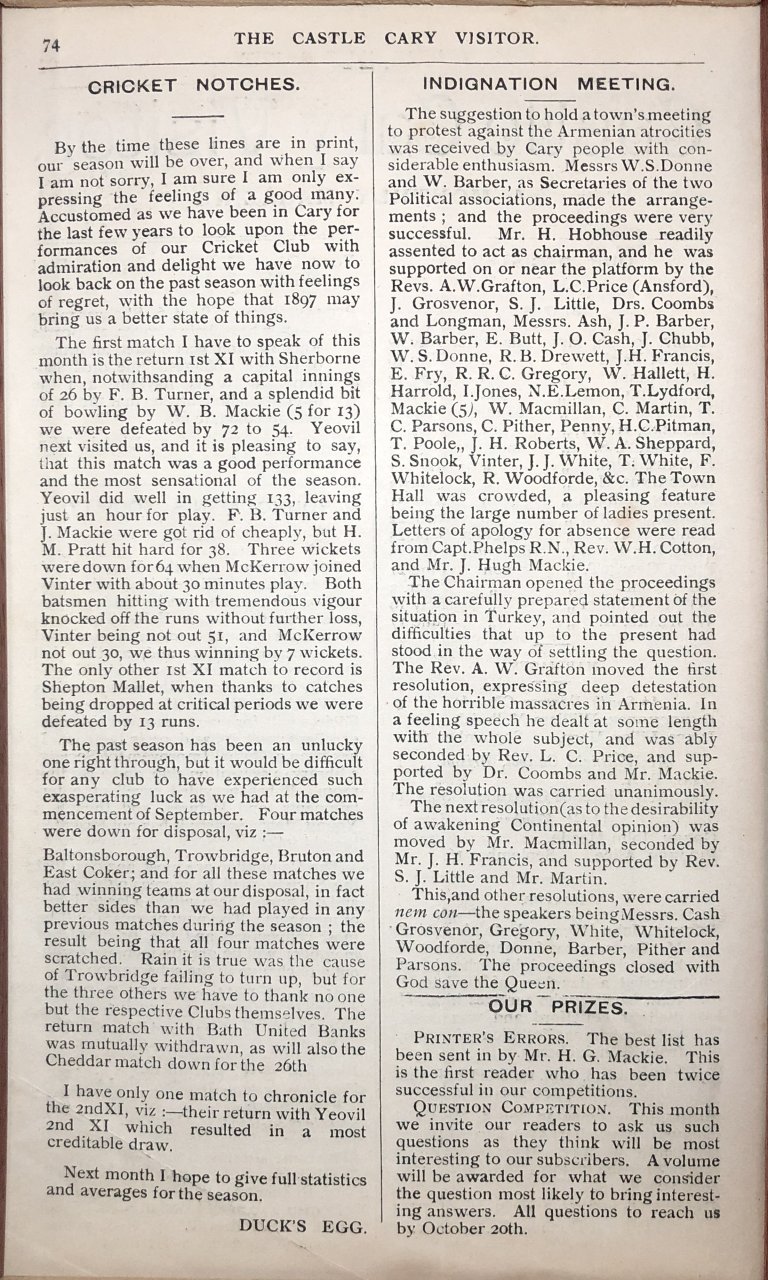 74
THE CASTLE CARY VISITOR.
CRICKET NOTCHES.
By the time these lines are in print,
our season will be over, and when I say
I am not sorry, I am sure I am only ex-
pressing the feelings of a good many.
Accustomed as we have been in Cary for
the last few years to look upon the per-
formances of our Cricket Club with
admiration and delight we have now to
look back on the past season with feelings
of regret, with the hope that 1897 may
bring us a better state of things.
The first match I have to speak of this
month is the return 1st XI with Sherborne
when, notwithsanding a capital innings
of 26 by F. B. Turner, and a splendid bit
of bowling by W. B. Mackie (5 for 13)
we were defeated by 72 to 54. Yeovil
next visited us, and it is pleasing to say,
that this match was a good performance
and the most sensational of the season.
Yeovil did well in getting 133, leaving
just an hour for play. F. B. Turner and
J. Mackie were got rid of cheaply, but H.
M. Pratt hit hard for 38. Three wickets
were down for 64 when McKerrow joined
Vinter with about 30 minutes play. Both
batsmen hitting with tremendous vigour
knocked off the runs without further loss,
Vinter being not out 51, and McKerrow
not out 30, we thus winning by 7 wickets.
The only other 1st XI match to record is
Shepton Mallet, when thanks to catches
being dropped at critical periods we were
defeated by 13 runs.
The past season has been an unlucky
one right through, but it would be difficult
for any club to have experienced such
exasperating luck as we had at the com-
mencement of September. Four matches
were down for disposal, viz :—
Baltonsborough, Trowbridge, Bruton and
East Coker; and for all these matches we
had winning teams at our disposal, in fact
better sides than we had played in any
previous matches during the season ; the
result being that all four matches were
scratched. Rain it is true was the cause
of Trowbridge failing to turn up, but for
the three others we have to thank no one
but the respective Clubs themselves. The
return match with Bath United Banks
was mutually withdrawn, as will also the
Cheddar match down for the 26th
I have only one match to chronicle for
the 2ndXI, viz :—their return with Yeovil
2nd XI which resulted in a most
creditable draw.
Next month I hope to give full statistics
and averages for the season.
DUCK'S EGG.
INDIGNATION MEETING.
The suggestion to hold a town's meeting
to protest against the Armenian atrocities
was received by Cary people with con-
siderable enthusiasm. Messrs W.S.Donne
and W. Barber, as Secretaries of the two
Political associations, made the arrange-
ments ; and the proceedings were very
successful. Mr. H. Hobhouse readily
assented to act as chairman, and he was
supported on or near the platform by the
Revs. A.W.Grafton, L.C.Price (Ansford),
J. Grosvenor, S. J. Little, Drs. Coombs
and Longman, Messrs. Ash, J. P. Barber,
W. Barber, E. Butt, J. O. Cash, J. Chubb,
W. S. Donne, R. B. Drewett, J.H. Francis,
E. Fry, R. R. C. Gregory, W. Hallett, H.
Harrold, I.Jones, N.E.Lemon, T.Lydford,
Mackie (5), W. Macmillan, C. Martin, T.
C. Parsons, C. Pither, Penny, H.C.Pitman,
T. Poole,, J. H. Roberts, W. A. Sheppard,
S. Snook, Vinter, J. J. White, T. White, F.
Whitelock, R. Woodforde, &c. The Town
Hall was crowded, a pleasing feature
being the large number of ladies present.
Letters of apology for absence were read
from Capt.Phelps R.N., Rev. W.H. Cotton,
and Mr. J. Hugh Mackie.
The Chairman opened the proceedings
with a carefully prepared statement of the
situation in Turkey, and pointed out the
difficulties that up to the present had
stood in the way of settling the question.
The Rev. A. W. Grafton moved the first
resolution, expressing deep detestation
of the horrible massacres in Armenia. In
a feeling speech he dealt at some length
with the whole subject, and was ably
seconded by Rev. L. C. Price, and sup-
ported by Dr. Coombs and Mr. Mackie.
The resolution was carried unanimously.
The next resolution(as to the desirability
of awakening Continental opinion) was
moved by Mr. Macmillan, seconded by
Mr. J. H. Francis, and supported by Rev.
S. J. Little and Mr. Martin.
This,and other resolutions, were carried
nem con—the speakers being Messrs. Cash
Grosvenor, Gregory, White, Whitelock,
Woodforde, Donne, Barber, Pither and
Parsons. The proceedings closed with
God save the Queen.
OUR PRIZES.
PRINTER'S ERRORS. The best list has
been sent in by Mr. H. G. Mackie. This
is the first reader who has been twice
successful in our competitions.
QUESTION COMPETITION. This month
we invite our readers to ask us such
questions as they think will be most
interesting to our subscribers. A volume
will be awarded for what we consider
the question most likely to bring interest-
ing answers. All questions to reach us
by October 20th.